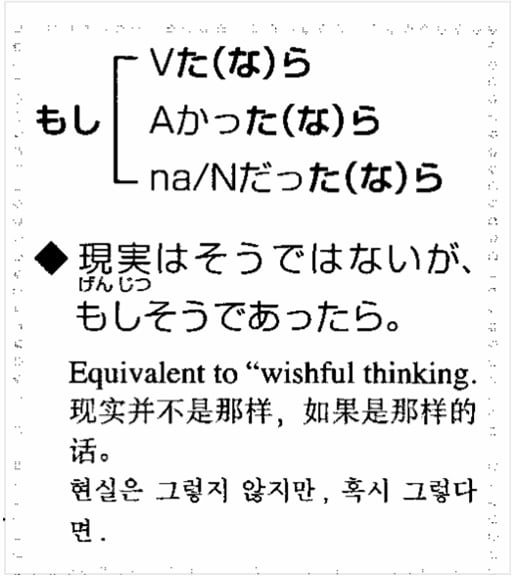 Vた(な)ら
もし Aかった(な)ら
na/Nだった(な)ら
◆現実はそうではないが、
げんじつ
もしそうであったら。
Equivalent to “wishful thinking.
现实并不是那样，如果是那样的
话。
현실은 그렇지 않지만, 혹시 그렇다
면.